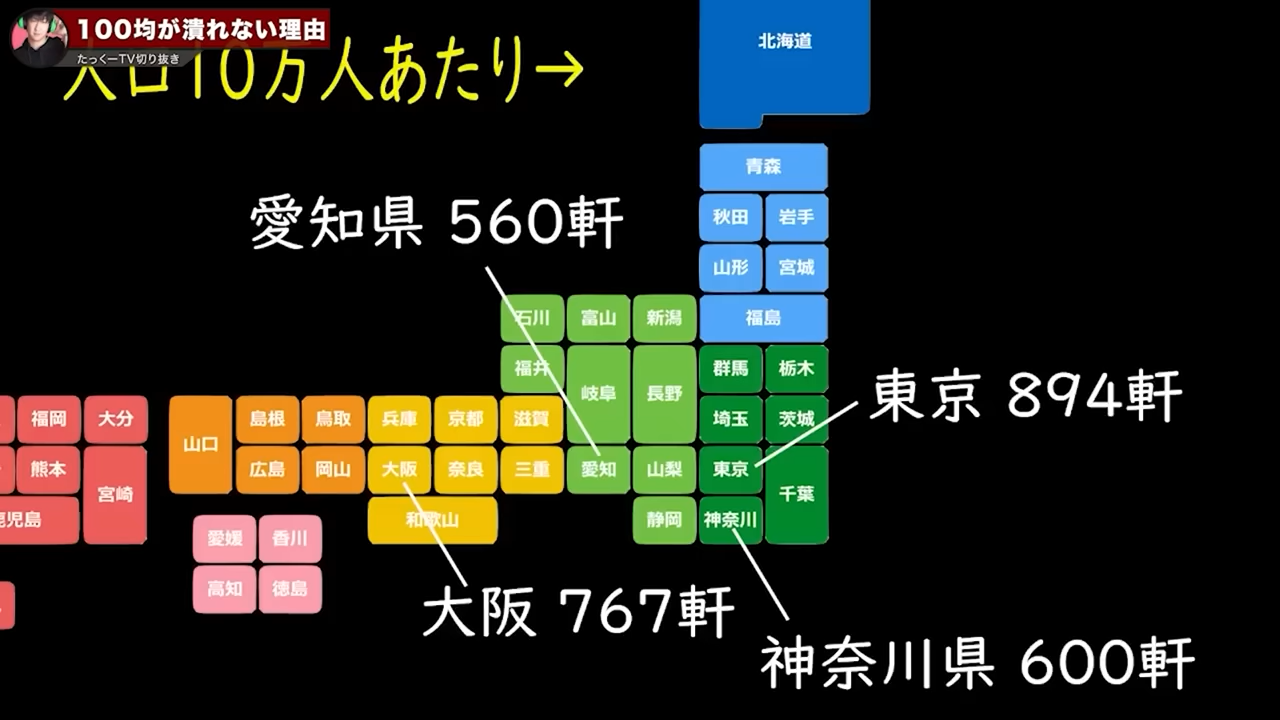 100均が潰れない理由
たっくーTV切り抜き
人口10万人あたり→
北海道
青森
愛知県 560軒
秋田 岩手
山形 宮城
石川 富山 新潟 福島
福井 岐阜 長野 群馬 栃木
東京 894軒
福岡 大分 山口 島根 鳥取 兵庫 京都 滋賀 埼玉 茨城
熊本 宮崎 広島 岡山 大阪 奈良 三重 愛知 山梨 東京 千葉
鹿児島 和歌山 静岡 神奈川
愛媛 香川
高知 徳島
大阪 767軒
神奈川県 600軒